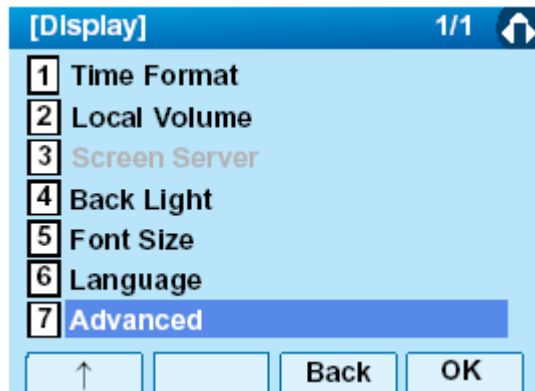 [DIsplay] 1/1
1 Time Format
2 Local Volume
3 Screen Server
4 Back Light
5 Font Size
6 Language
7 Advanced
↑ Back OK